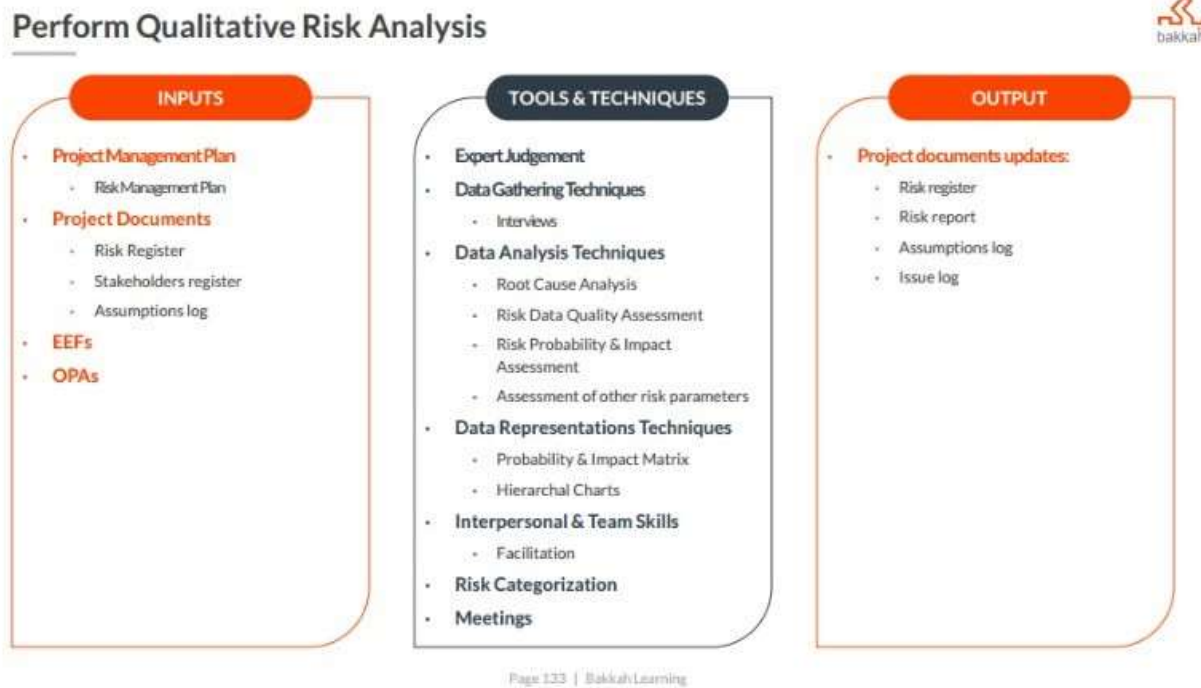 Perform Qualitative Risk Analysis
bakkah
INPUTS
Project Management Plan
Risk Management Plan
Project Documents
Risk Register
Stakeholders register
Assumptions log
EEFs
OPAs
TOOLS & TECHNIQUES
Expert Judgement
Data Gathering Techniques
Interviews
Data Analysis Techniques
Root Cause Analysis
Risk Data Quality Assessment
Risk Probability & Impact
Assessment
Assessment of other risk parameters
Data Representations Techniques
Probability & Impact Matrix
Hierarchal Charts
Interpersonal & Team Skills
Facilitation
Risk Categorization
Meetings
OUTPUT
Project documents updates:
Risk register
Risk report
Assumptions log
Issue log
Page 133 | Bakkah Learning